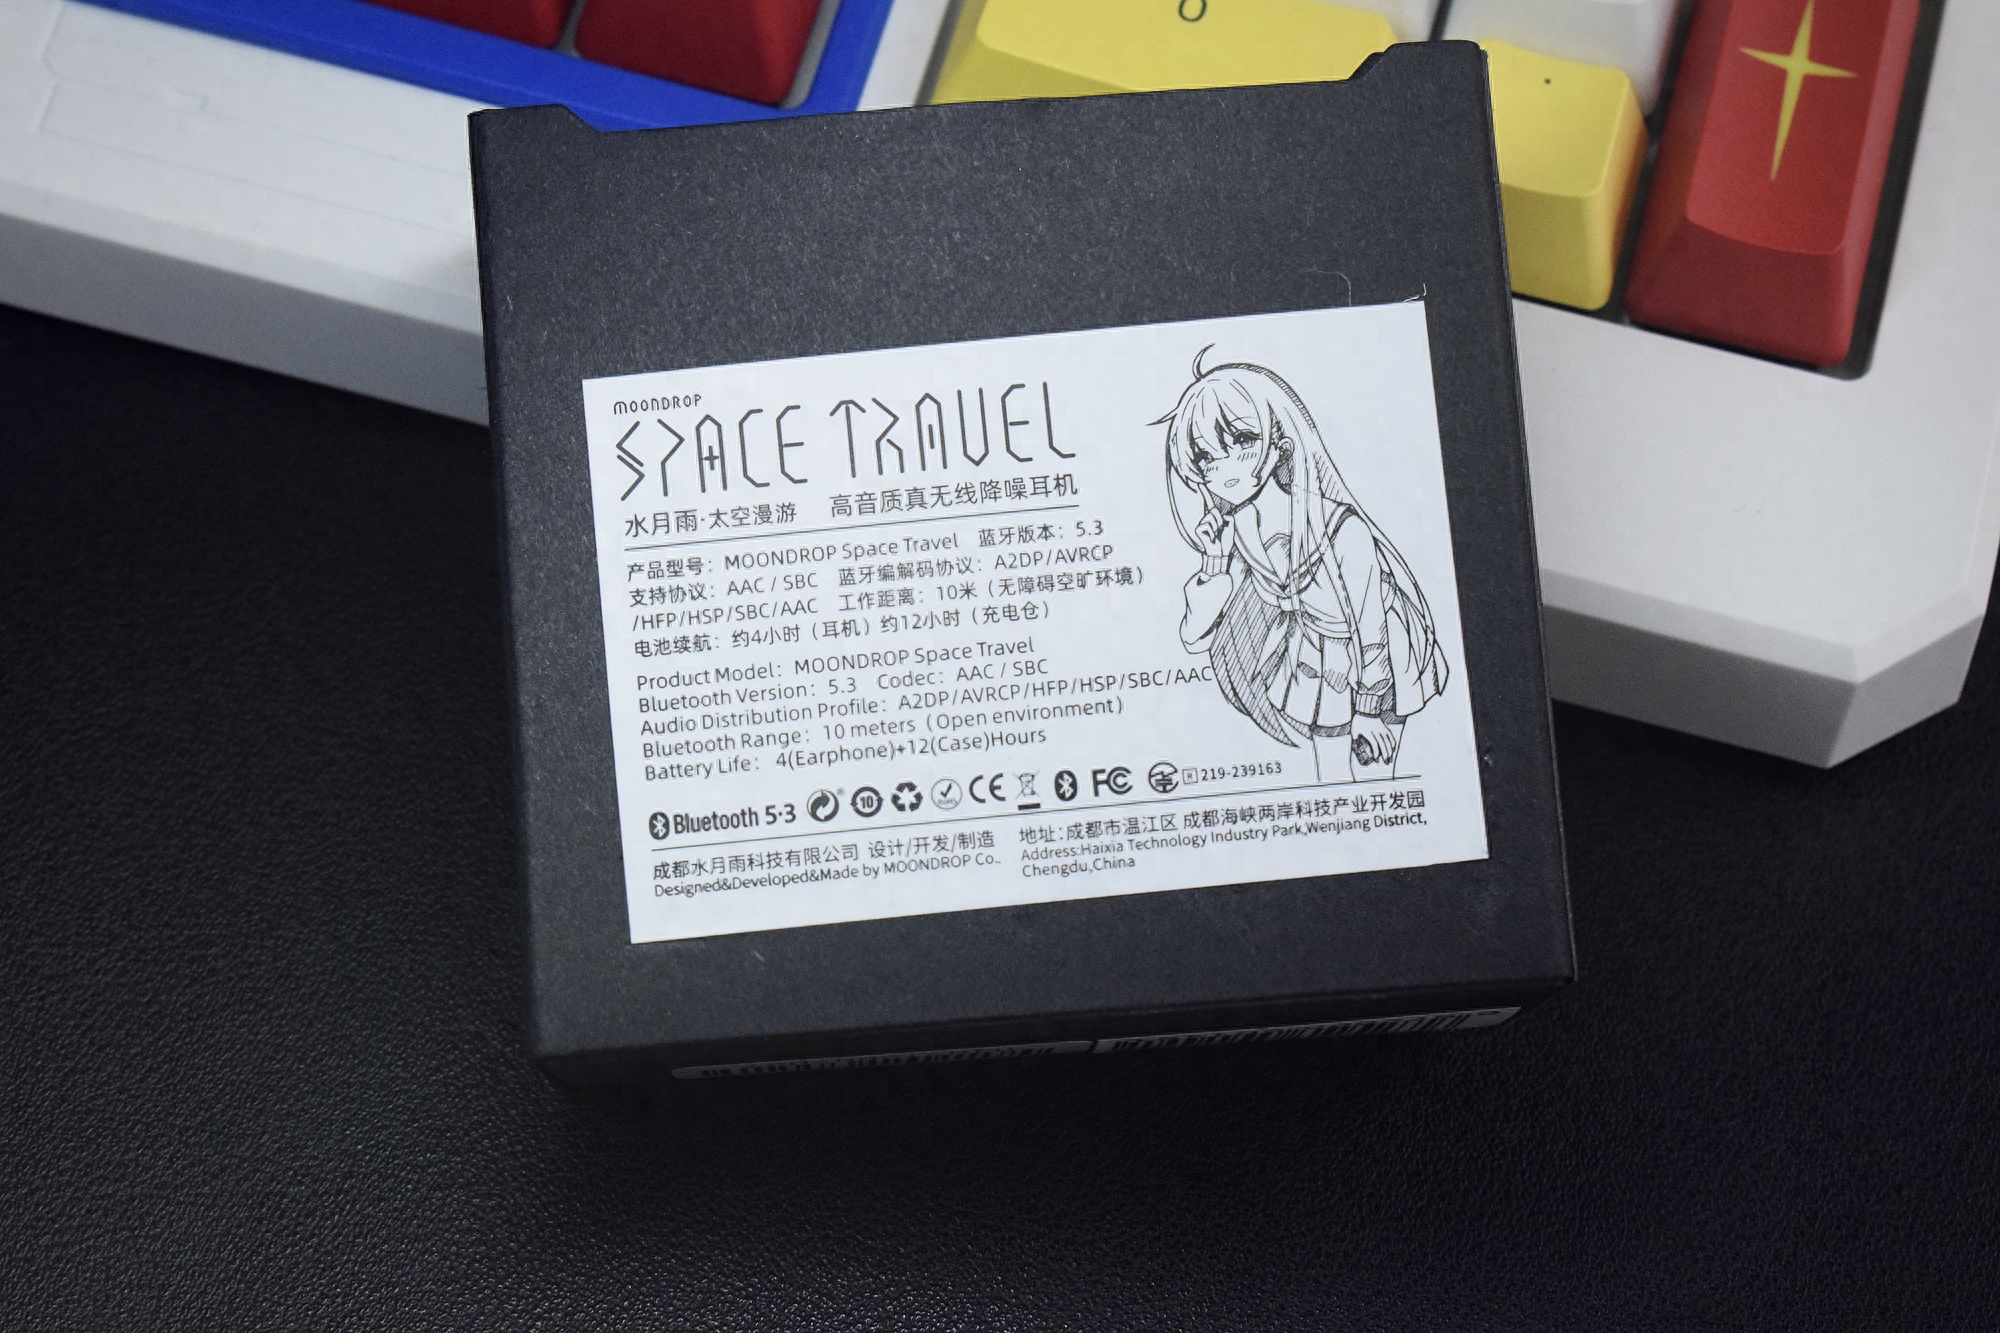 MOONDROP
SPACE TRAVEL
水月雨·太空漫游 高音质真无线降噪耳机
产品型号：MOONDROP Space Travel 蓝牙版本：5.3
支持协议：AAC / SBC 蓝牙编解码协议：A2DP/AVRCP
/HFP/HSP/SBC/AAC 工作距离：10米（无障碍空旷环境）
电池续航：约4小时（耳机）约12小时（充电仓）
Product Model：MOONDROP Space Travel
Bluetooth Version：5.3 Codec：AAC / SBC
Audio Distribution Profile：A2DP/AVRCP/HFP/HSP/SBC/AAC
Bluetooth Range：10 meters（Open environment）
Battery Life：4(Earphone)+12(Case)Hours
Bluetooth 5·3 ® 10 RoHS CE FC R 219-239163
成都水月雨科技有限公司 设计/开发/制造
Designed&Developed&Made by MOONDROP Co.,
地址：成都市温江区 成都海峡两岸科技产业开发园
Address:Haixia Technology Industry Park,Wenjiang District,
Chengdu,China